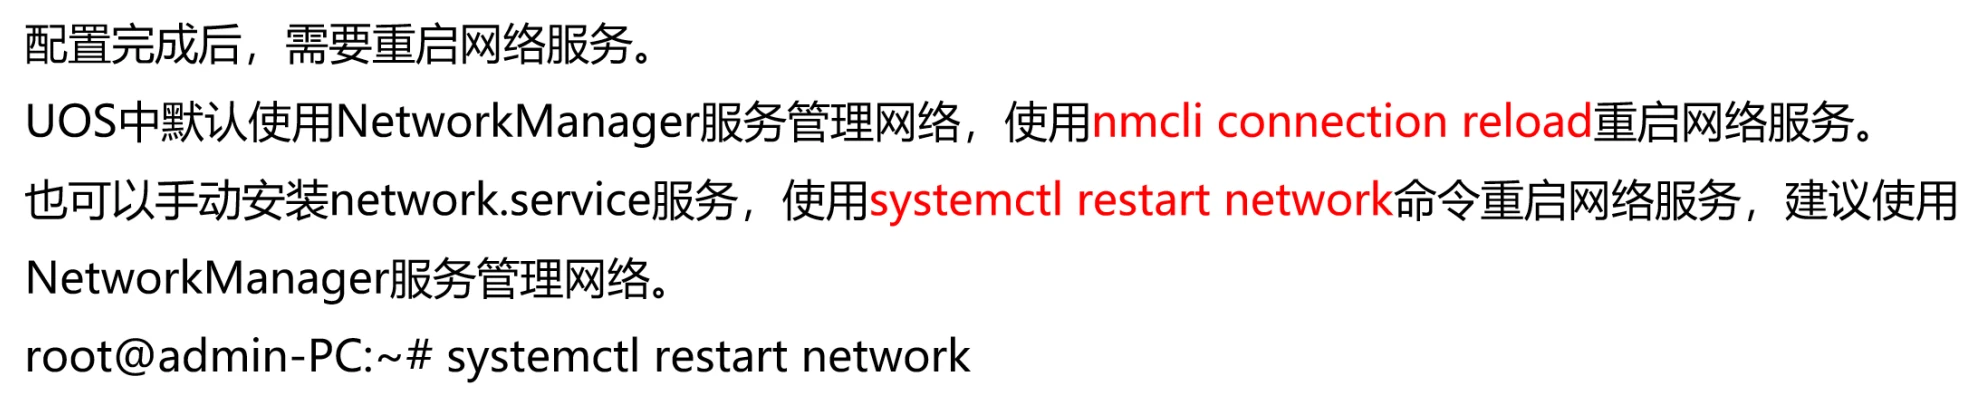 配置完成后，需要重启网络服务。
UOS中默认使用NetworkManager服务管理网络，使用nmcli connection reload重启网络服务。
也可以手动安装network.service服务，使用systemctl restart network命令重启网络服务，建议使用
NetworkManager服务管理网络。
root@admin-PC:~# systemctl restart network